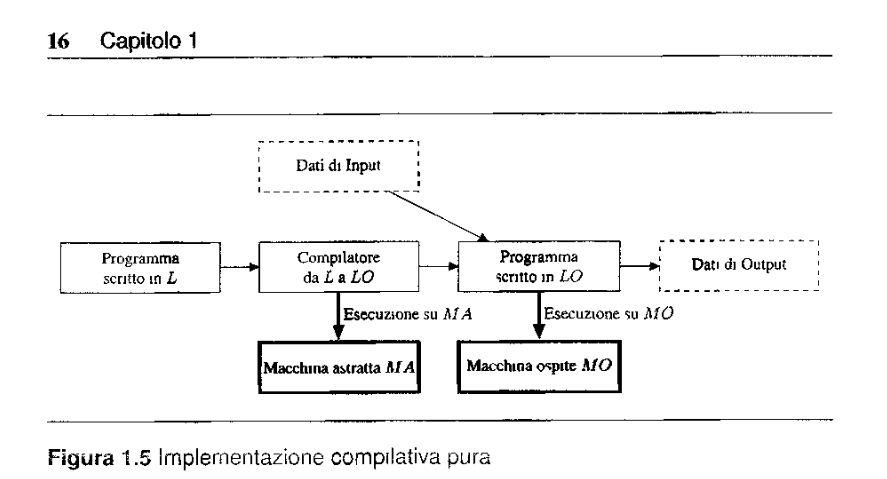 16 Capitolo 1
Dati di Input
Programma
scritto in L
Compilatore
da L a LO
Programma
scritto in LO
Dati di Output
Esecuzione su MA
Esecuzione su MO
Macchina astratta MA
Macchina ospite MO
Figura 1.5 Implementazione compilativa pura